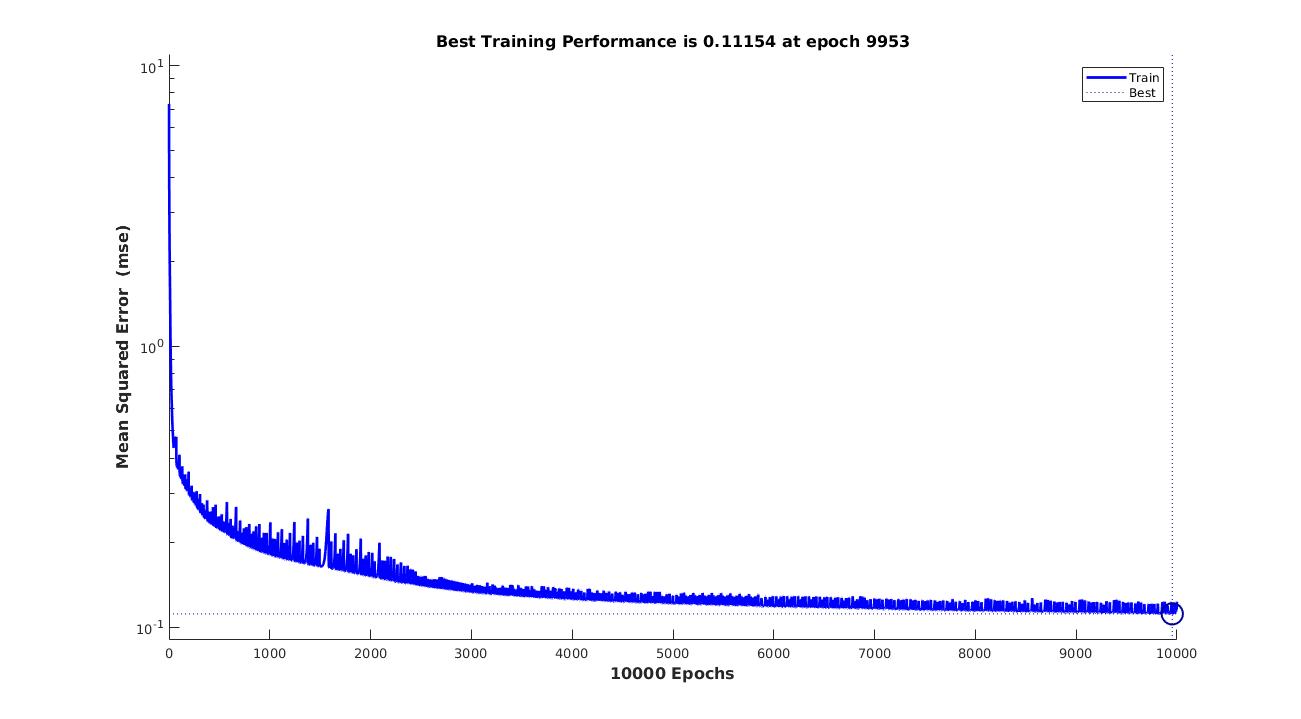 Best Training Performance is 0.11154 at epoch 9953
10^1
Train
Best
Mean Squared Error (mse)
10^0
10^-1
0 1000 2000 3000 4000 5000 6000 7000 8000 9000 10000
10000 Epochs